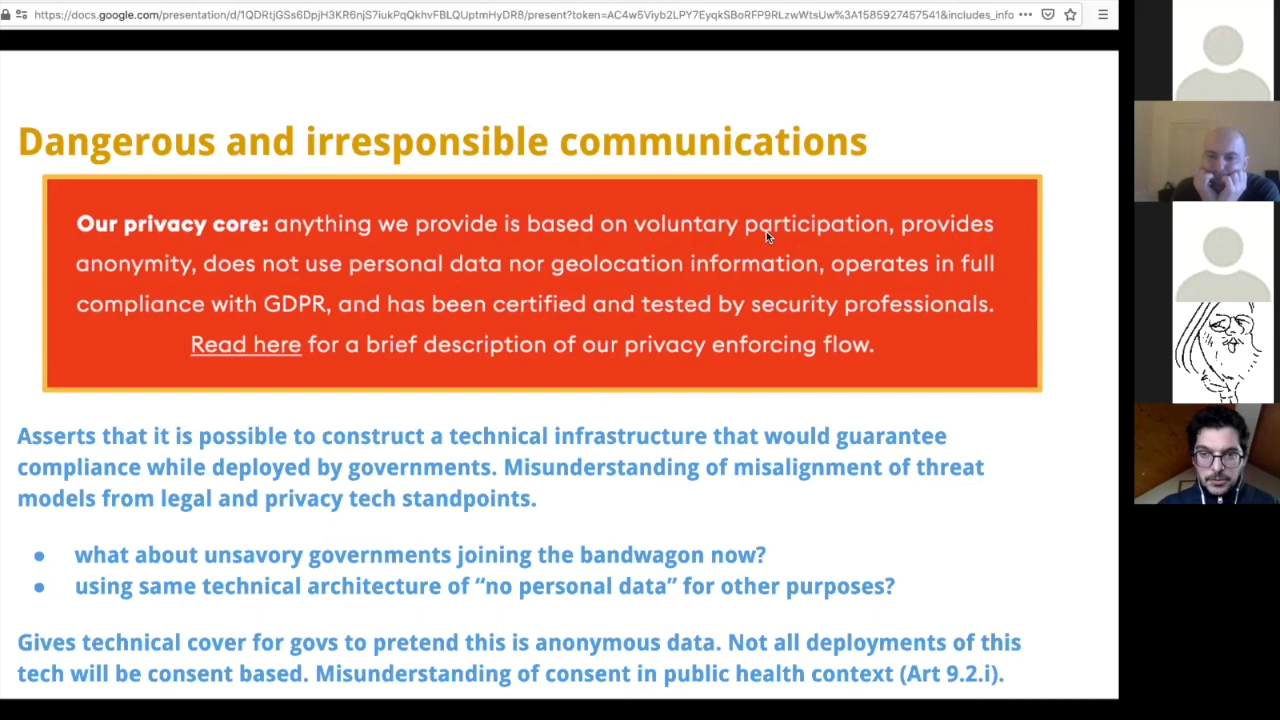 https://docs.google.com/presentation/d/1QDRtjGSs6DpjH3KR6njS7iukPqQkhvFBLQUptmHyDR8/present?token=AC4w5Viyb2LPY7EyqkSBoRFP9RLzwWtsUw%3A1585927457541&includes_info
Dangerous and irresponsible communications
Our privacy core: anything we provide is based on voluntary participation, provides
anonymity, does not use personal data nor geolocation information, operates in full
compliance with GDPR, and has been certified and tested by security professionals.
Read here for a brief description of our privacy enforcing flow.
Asserts that it is possible to construct a technical infrastructure that would guarantee
compliance while deployed by governments. Misunderstanding of misalignment of threat
models from legal and privacy tech standpoints.
● what about unsavory governments joining the bandwagon now?
● using same technical architecture of “no personal data” for other purposes?
Gives technical cover for govs to pretend this is anonymous data. Not all deployments of this
tech will be consent based. Misunderstanding of consent in public health context (Art 9.2.i).